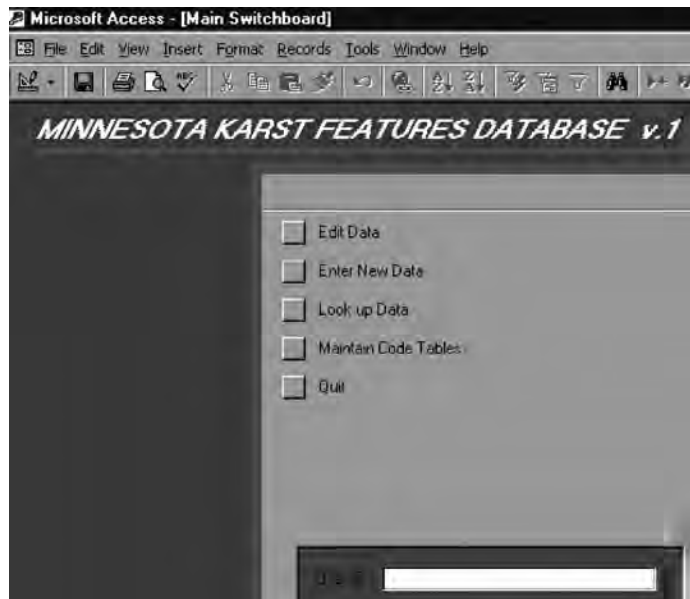 Microsoft Access - [Main Switchboard]
File Edit View Insert Format Records Tools Window Help
MINNESOTA KARST FEATURES DATABASE v.1
Edit Data
Enter New Data
Look up Data
Maintain Code Tables
Quit